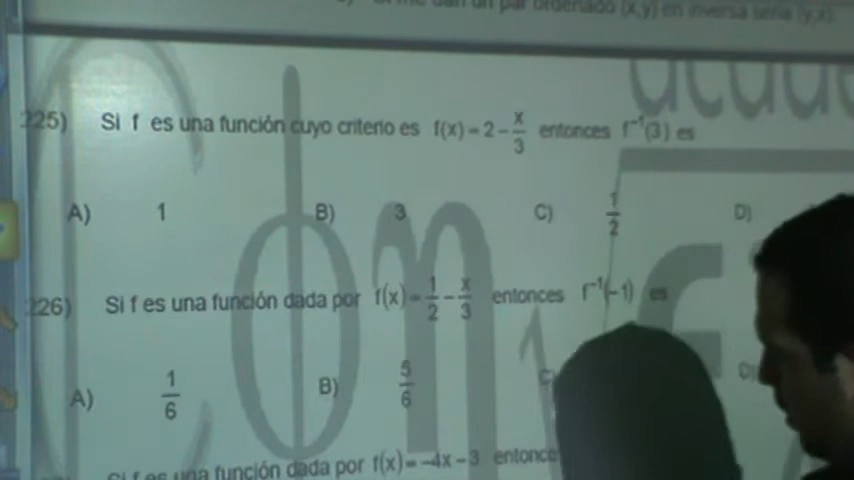 si me dan un par ordenado (x,y) en inversa seria (y,x).
225) Si f es una función cuyo criterio es f(x) = 2 - x/3 entonces f⁻¹(3) es
A) 1 B) 3 C) 1/2 D)
226) Si f es una función dada por f(x) = 1/2 - x/3 entonces f⁻¹(-1) es
A) 1/6 B) 5/6 C) D)
Si f es una función dada por f(x) = -4x - 3 entonce